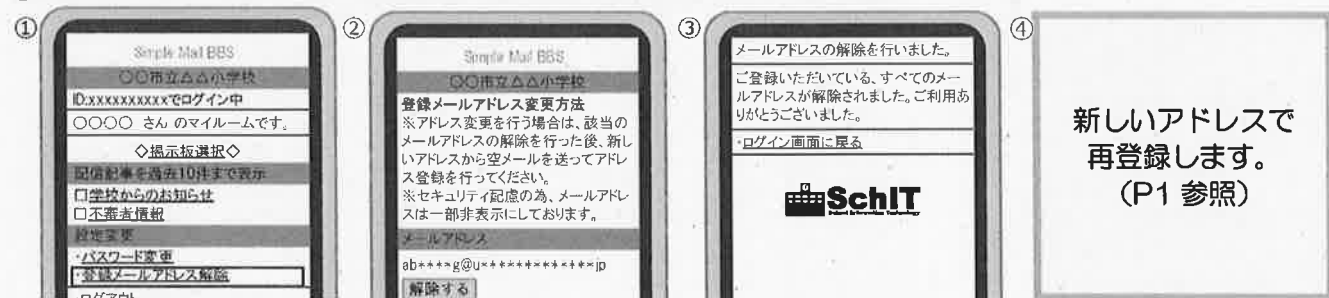 ①
Simple Mail BBS
〇〇市立△△小学校
ID:xxxxxxxxxxでログイン中
〇〇〇〇 さん のマイルームです。
◇掲示板選択◇
配信記事を過去10件まで表示
□学校からのお知らせ
□不審者情報
設定変更
・パスワード変更
・登録メールアドレス解除
・ログアウト
②
Simple Mail BBS
〇〇市立△△小学校
登録メールアドレス変更方法
※アドレス変更を行う場合は、該当の
メールアドレスの解除を行った後、新し
いアドレスから空メールを送ってアドレ
ス登録を行ってください。
※セキュリティ配慮の為、メールアドレ
スは一部非表示にしております。
メールアドレス
ab****g@u*************jp
解除する
③
メールアドレスの解除を行いました。
ご登録いただいている、すべてのメー
ルアドレスが解除されました。ご利用あ
りがとうございました。
・ログイン画面に戻る
SchIT
School Information Technology
④
新しいアドレスで
再登録します。
(P1 参照)